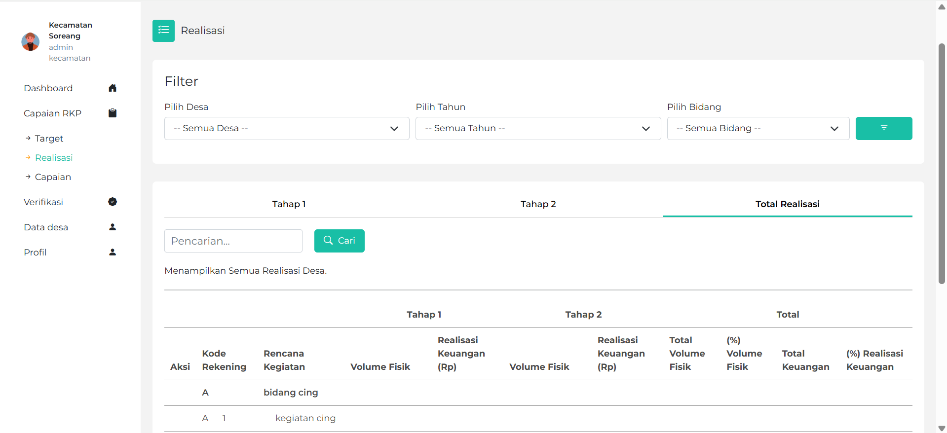 Kecamatan
Soreang
admin
kecamatan
Dashboard
Capaian RKP
Target
Realisasi
Capaian
Verifikasi
Data desa
Profil
Realisasi
Filter
Pilih Desa
-- Semua Desa --
Pilih Tahun
-- Semua Tahun --
Pilih Bidang
-- Semua Bidang --
Tahap 1
Tahap 2
Total Realisasi
Pencarian...
Cari
Menampilkan Semua Realisasi Desa.
Tahap 1
Tahap 2
Total
Aksi
Kode
Rekening
Rencana
Kegiatan
Volume Fisik
Realisasi
Keuangan
(Rp)
Volume Fisik
Realisasi
Keuangan
(Rp)
Total
Volume
Fisik
(%)
Volume
Fisik
Total
Keuangan
(%) Realisasi
Keuangan
A bidang cing
A 1 kegiatan cing